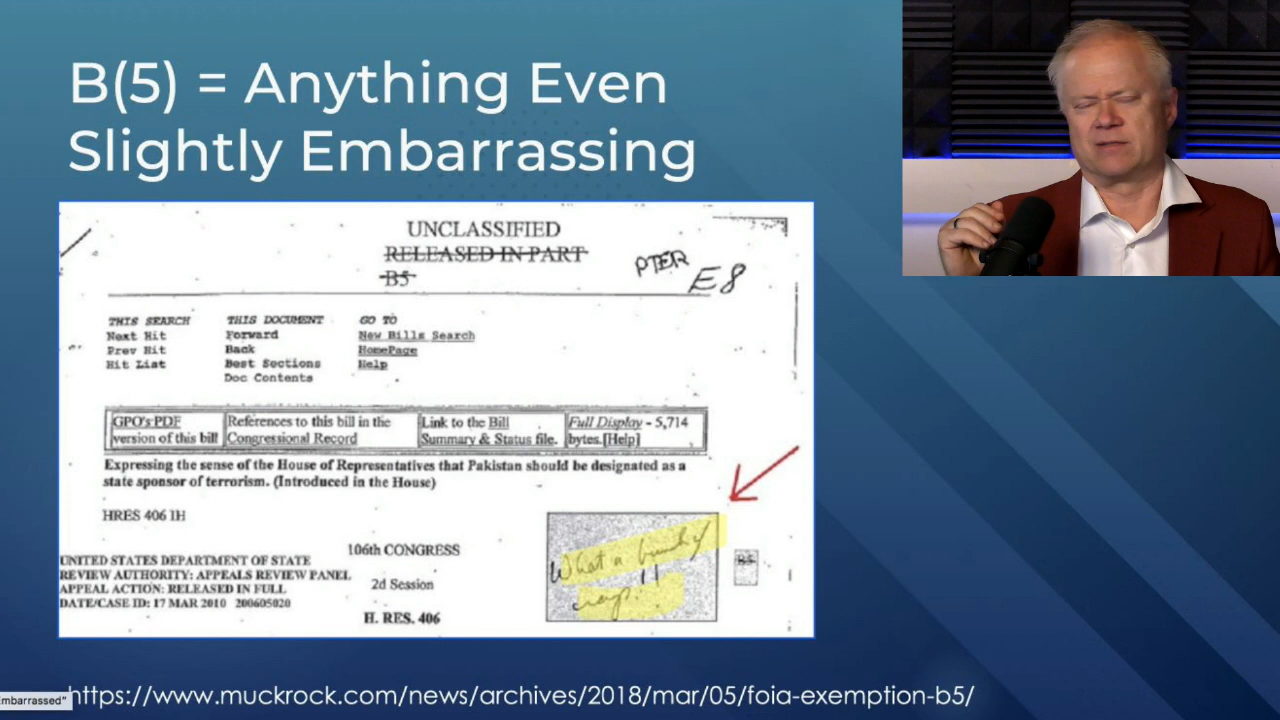 B(5) = Anything Even
Slightly Embarrassing
UNCLASSIFIED
RELEASED IN PART
B5
PTER
E8
THIS SEARCH THIS DOCUMENT GO TO
Next Hit Forward New Bills Search
Prev Hit Back HomePage
Hit List Best Sections Help
Doc Contents
GPO's PDF References to this bill in the Link to the Bill Full Display - 5,714
version of this bill Congressional Record Summary & Status file. bytes.[Help]
Expressing the sense of the House of Representatives that Pakistan should be designated as a
state sponsor of terrorism. (Introduced in the House)
HRES 406 IH
106th CONGRESS
2d Session
H. RES. 406
What a bunch of
crap!!
B5
UNITED STATES DEPARTMENT OF STATE
REVIEW AUTHORITY: APPEALS REVIEW PANEL
APPEAL ACTION: RELEASED IN FULL
DATE/CASE ID: 17 MAR 2010 200605020
https://www.muckrock.com/news/archives/2018/mar/05/foia-exemption-b5/
mbarrassed"